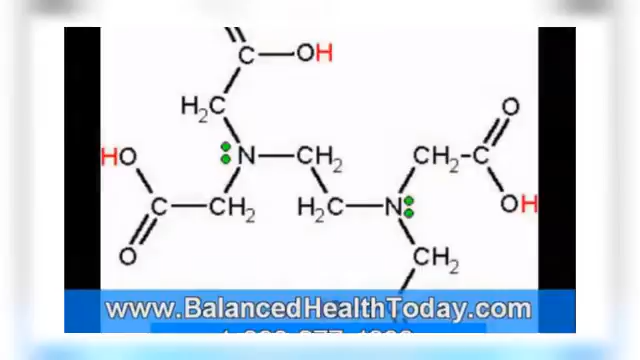 C—OH
H₂C
HO
N—CH₂
CH₂—C
O
C—CH₂
H₂C—N
OH
O
CH₂
www.BalancedHealthToday.com